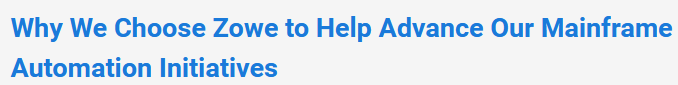 Why We Choose Zowe to Help Advance Our Mainframe
Automation Initiatives